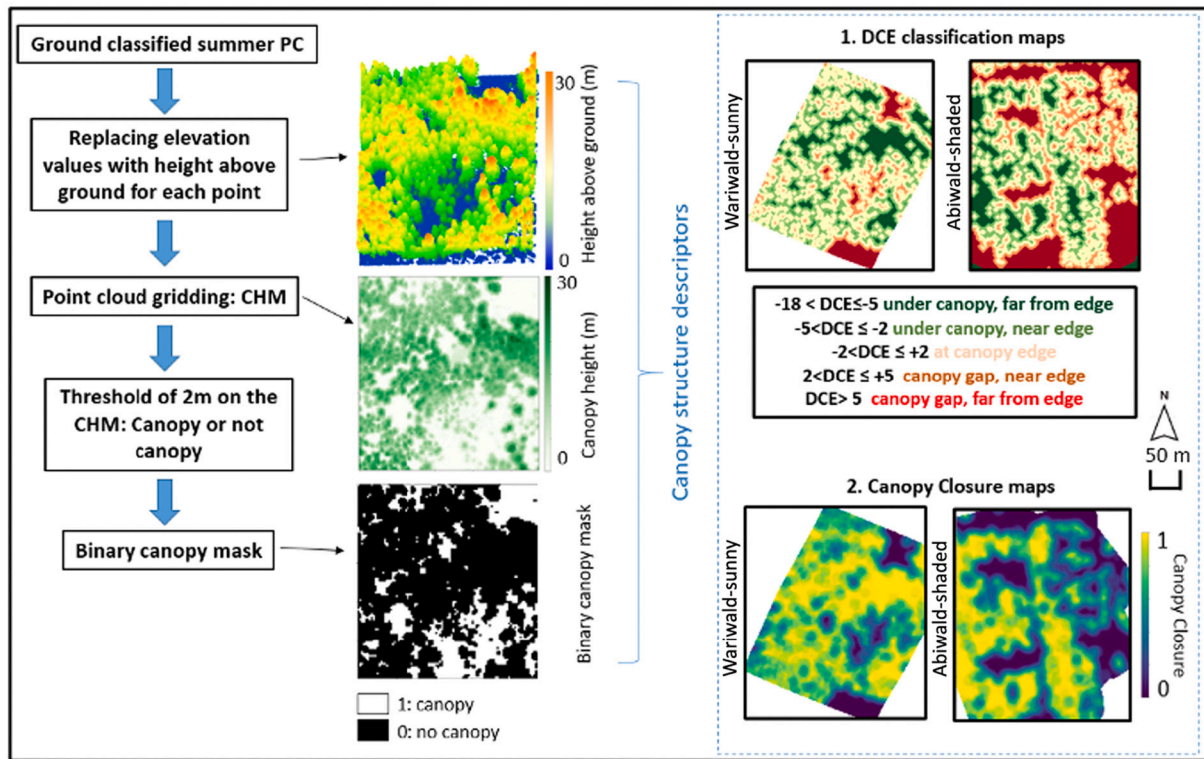 Ground classified summer PC
Replacing elevation
values with height above
ground for each point
Point cloud gridding: CHM
Threshold of 2m on the
CHM: Canopy or not
canopy
Binary canopy mask
30
0
Height above ground (m)
30
0
Canopy height (m)
Binary canopy mask
1: canopy
0: no canopy
Canopy structure descriptors
1. DCE classification maps
Wariwald-sunny
Abiwald-shaded
-18 < DCE≤-5 under canopy, far from edge
-5<DCE ≤ -2 under canopy, near edge
-2<DCE ≤ +2 at canopy edge
2<DCE ≤ +5 canopy gap, near edge
DCE> 5 canopy gap, far from edge
N
50 m
2. Canopy Closure maps
Wariwald-sunny
Abiwald-shaded
1
0
Canopy Closure